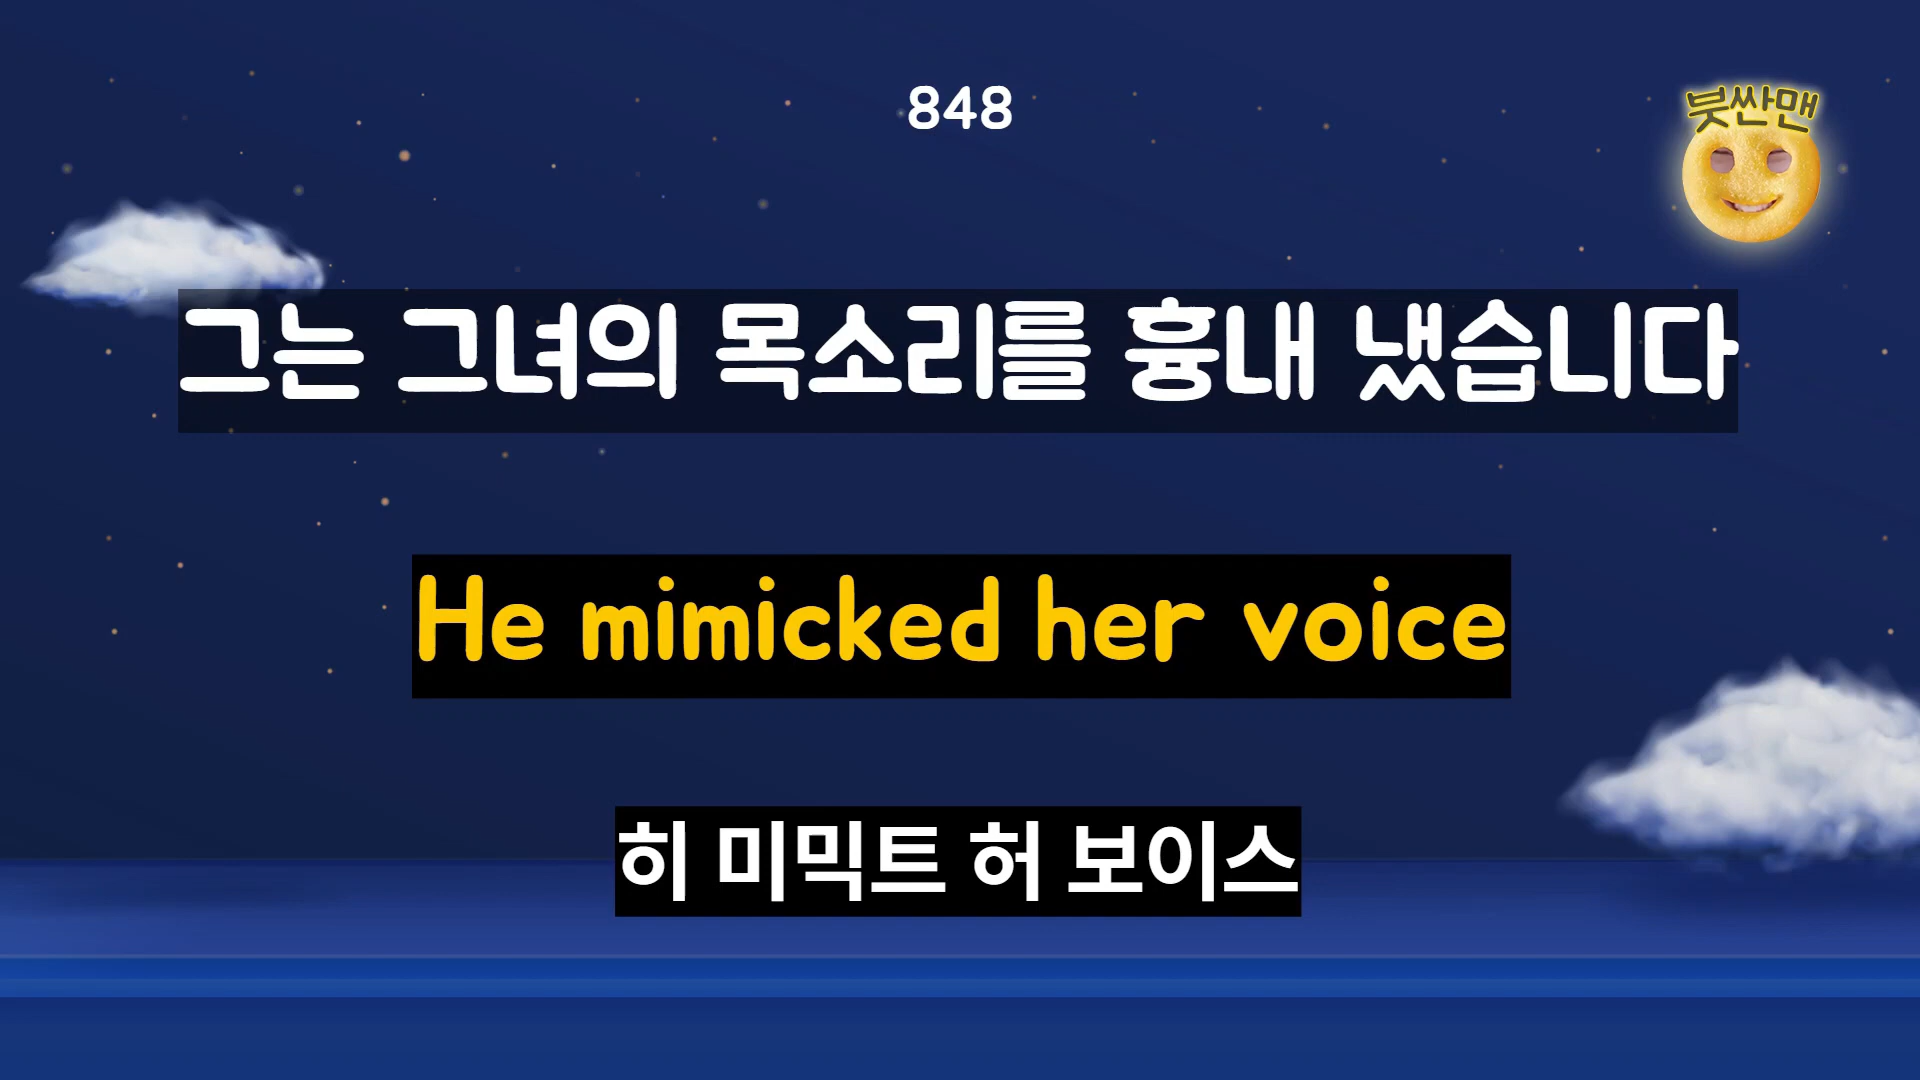 848
붓싼맨
그는 그녀의 목소리를 흉내 냈습니다
He mimicked her voice
히 미믹트 허 보이스